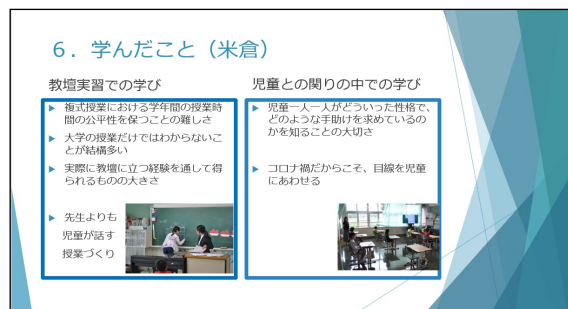 6．学んだこと（米倉）
教壇実習での学び
複式授業における学年間の授業時
間の公平性を保つことの難しさ
大学の授業だけではわからないこ
とが結構多い
実際に教壇に立つ経験を通して得
られるものの大きさ
先生よりも
児童が話す
授業づくり
児童との関りの中での学び
児童一人一人がどういった性格で、
どのような手助けを求めているの
かを知ることの大切さ
コロナ禍だからこそ、目線を児童
にあわせる